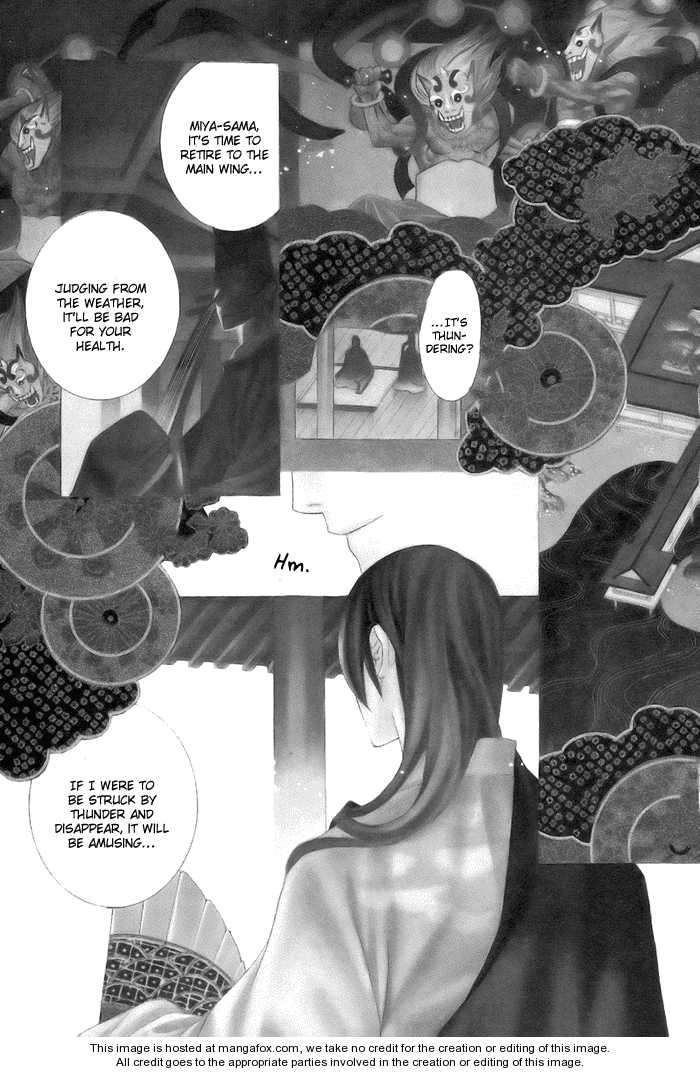 MIYA-SAMA,
IT'S TIME TO
RETIRE TO THE
MAIN WING...
JUDGING FROM
THE WEATHER,
IT'LL BE BAD
FOR YOUR
HEALTH.
...IT'S
THUN-
DERING?
Hm.
IF I WERE TO
BE STRUCK BY
THUNDER AND
DISAPPEAR, IT WILL
BE AMUSING...
This image is hosted at mangafox.com, we take no credit for the creation or editing of this image.
All credit goes to the appropriate parties involved in the creation or editing of this image.